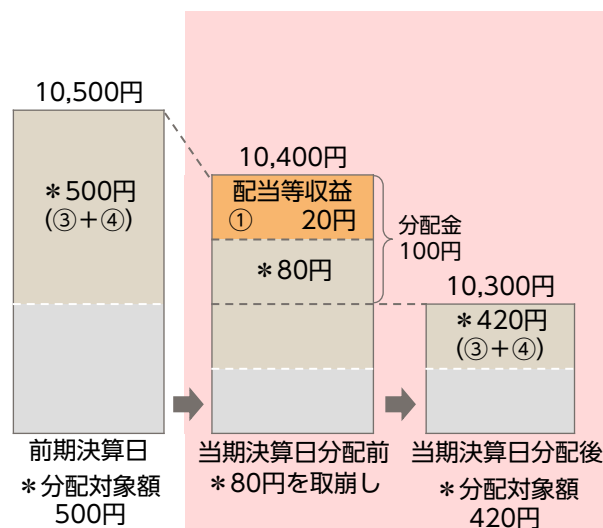 10,500円
＊500円
(③＋④)
前期決算日
＊分配対象額
500円
10,400円
配当等収益
① 20円
＊80円
分配金
100円
当期決算日分配前
＊80円を取崩し
10,300円
＊420円
(③＋④)
当期決算日分配後
＊分配対象額
420円